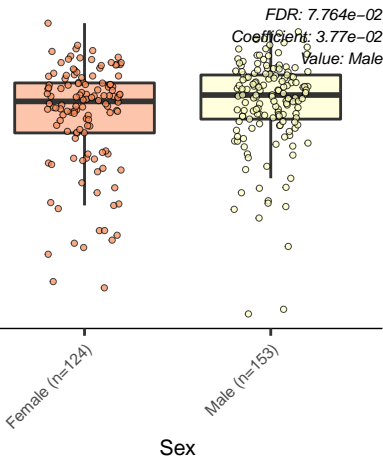 FDR: 7.764e−02
Coefficient: 3.77e−02
Value: Male
Female (n=124)
Male (n=153)
Sex